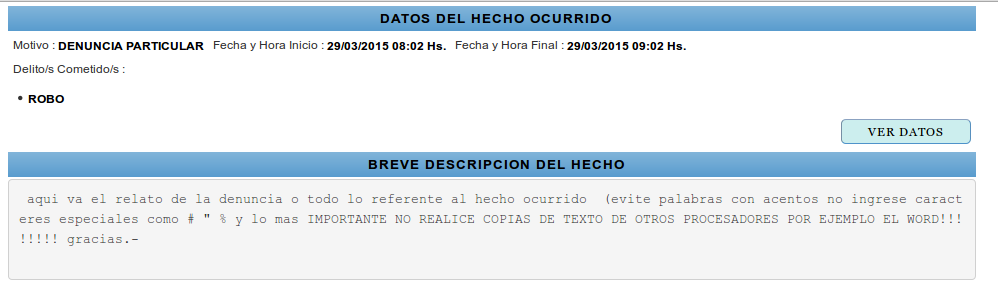 DATOS DEL HECHO OCURRIDO
Motivo : DENUNCIA PARTICULAR Fecha y Hora Inicio : 29/03/2015 08:02 Hs. Fecha y Hora Final : 29/03/2015 09:02 Hs.
Delito/s Cometido/s :
• ROBO
VER DATOS
BREVE DESCRIPCION DEL HECHO
aquí va el relato de la denuncia o todo lo referente al hecho ocurrido (evite palabras con acentos no ingrese caract
eres especiales como # " % y lo mas IMPORTANTE NO REALICE COPIAS DE TEXTO DE OTROS PROCESADORES POR EJEMPLO EL WORD!!!
!!!!! gracias.-